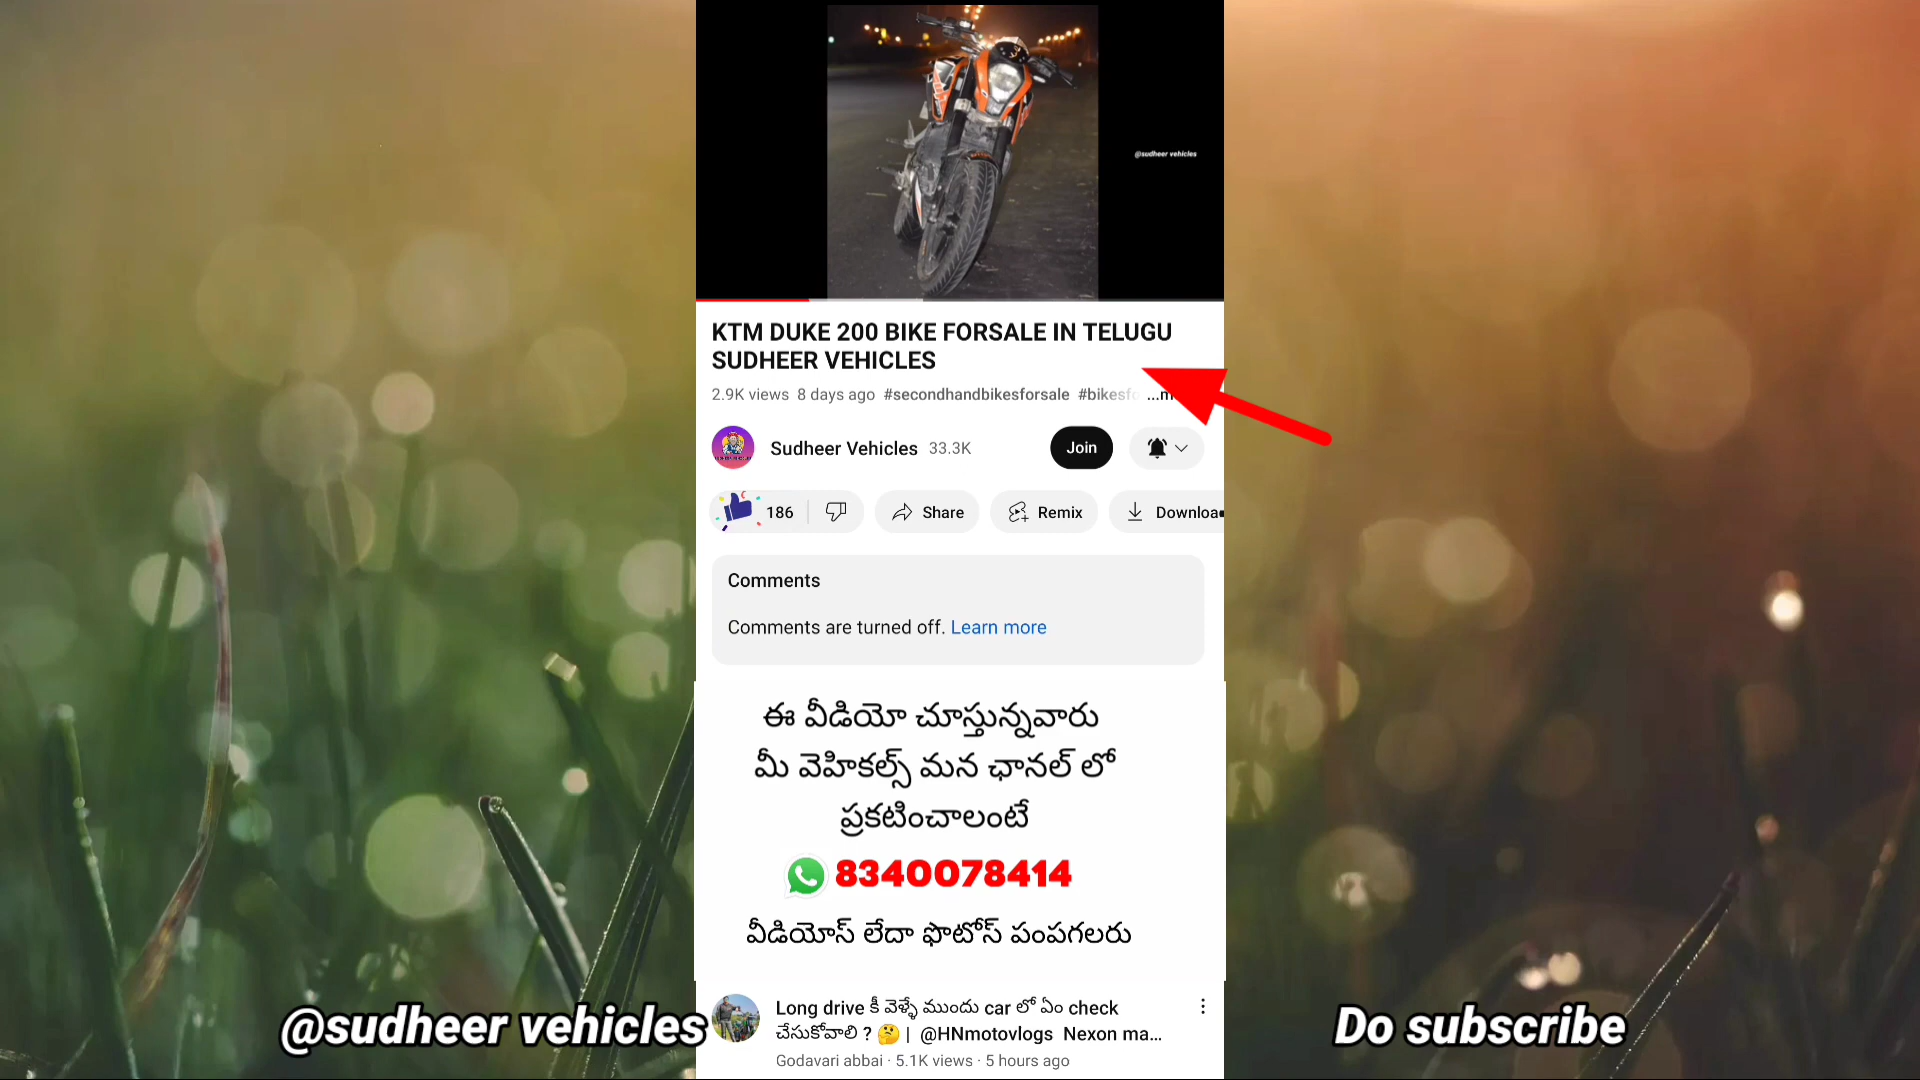 @sudheer vehicles
KTM DUKE 200 BIKE FORSALE IN TELUGU
SUDHEER VEHICLES
2.9K views 8 days ago #secondhandbikesforsale #bikesfo ...m
Sudheer Vehicles 33.3K
Join
186
Share
Remix
Downloa
Comments
Comments are turned off. Learn more
ఈ వీడియో చూస్తున్నవారు
మీ వెహికల్స్ మన ఛానల్ లో
ప్రకటించాలంటే
8340078414
వీడియోస్ లేదా ఫొటోస్ పంపగలరు
Long drive కీ వెళ్ళే ముందు car లో ఏం check
చేసుకోవాలి ? 🤔 | @HNmotovlogs Nexon ma...
Godavari abbai · 5.1K views · 5 hours ago
@sudheer vehicles
Do subscribe